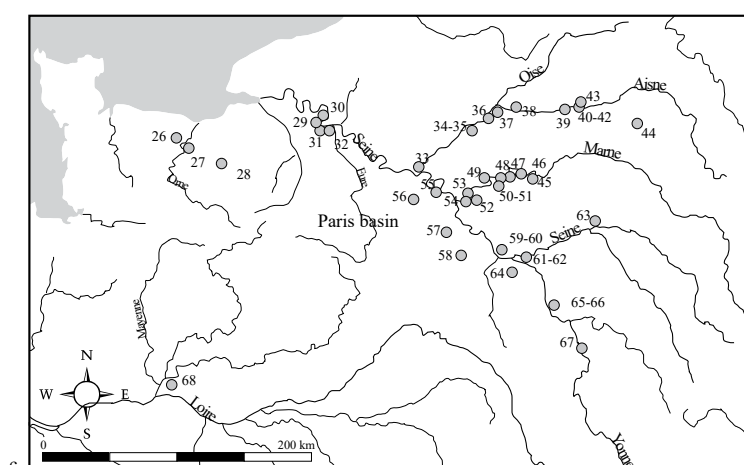 Oise
Aisne
43
36
38
30
37
39
40-42
29
34-35
44
26
31
32
Seine
Marne
27
33
48
47
46
28
49
45
Orne
Eure
55
53
50-51
56
54
52
Paris basin
63
57
Seine
59-60
58
61-62
64
Mayenne
65-66
67
N
68
W
E
Loire
S
0
200 km
Yonne
c